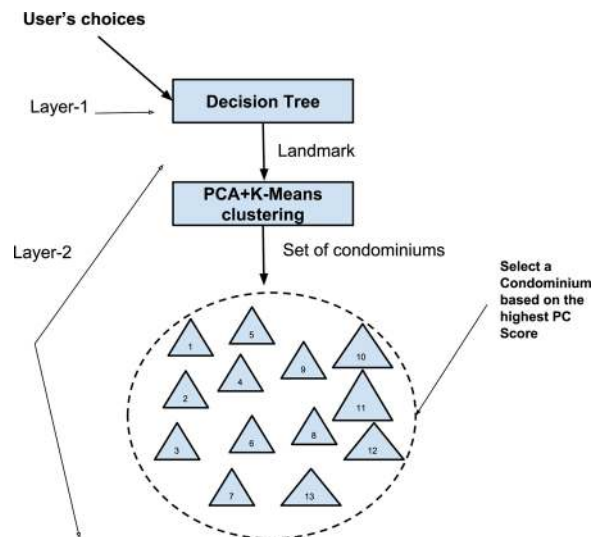 User's choices
Layer-1
Decision Tree
Landmark
PCA+K-Means
clustering
Layer-2
Set of condominiums
Select a
Condominium
based on the
highest PC
Score
1
5
10
9
4
2
11
3
6
8
12
7
13